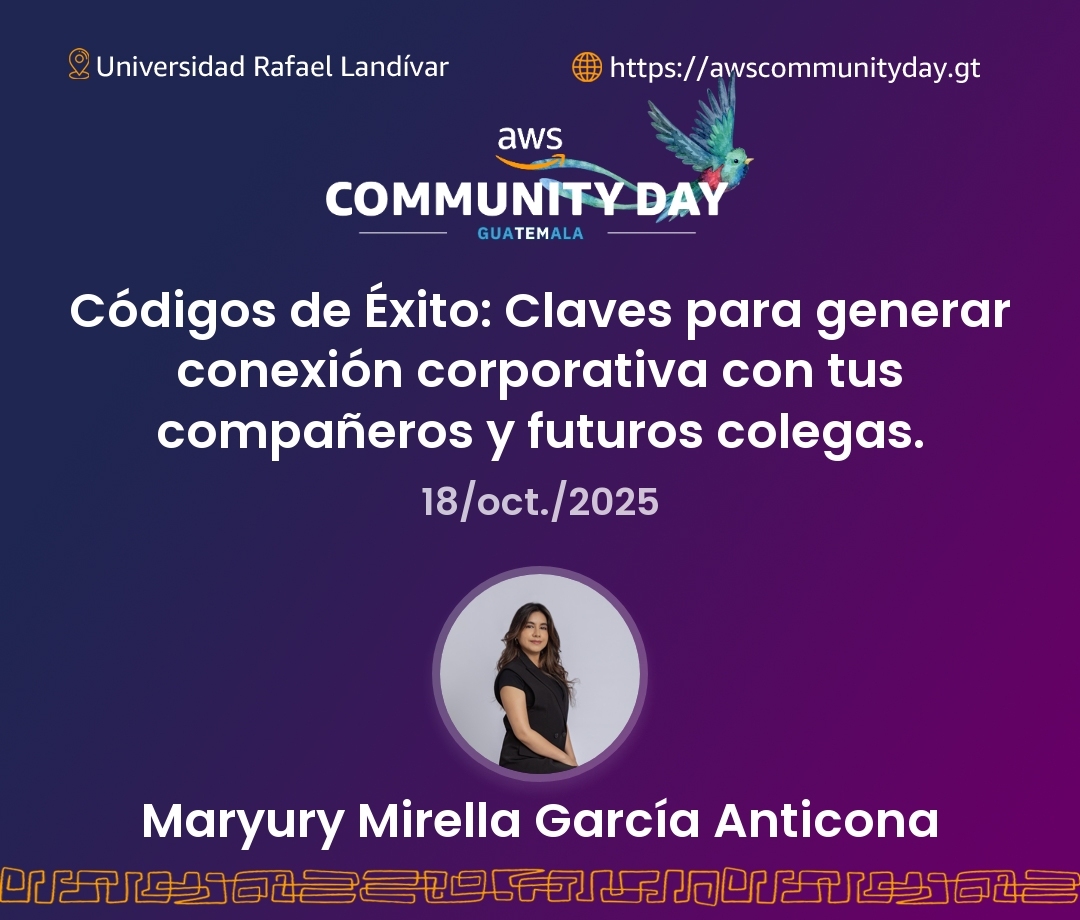 Universidad Rafael Landívar
https://awscommunityday.gt
aws
COMMUNITY DAY
GUATEMALA
Códigos de Éxito: Claves para generar
conexión corporativa con tus
compañeros y futuros colegas.
18/oct./2025
Maryury Mirella García Anticona